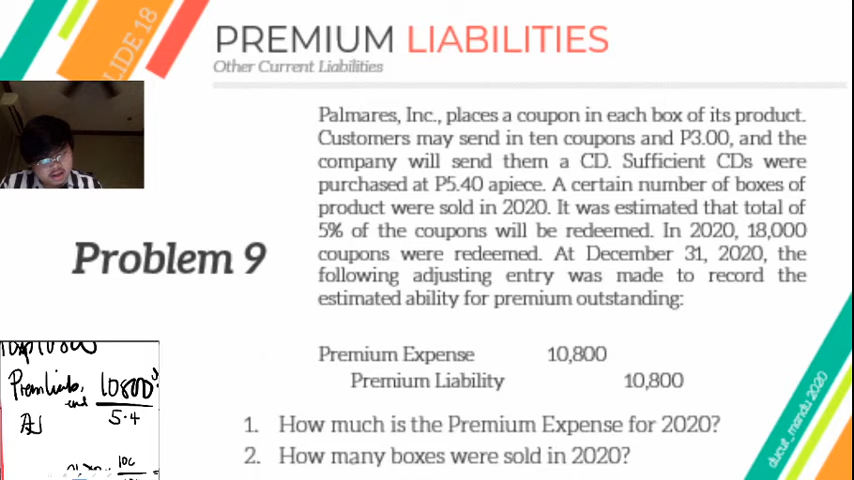 SLIDE 18
PREMIUM LIABILITIES
Other Current Liabilities
Palmares, Inc., places a coupon in each box of its product.
Customers may send in ten coupons and P3.00, and the
company will send them a CD. Sufficient CDs were
purchased at P5.40 apiece. A certain number of boxes of
product were sold in 2020. It was estimated that total of
5% of the coupons will be redeemed. In 2020, 18,000
coupons were redeemed. At December 31, 2020, the
following adjusting entry was made to record the
estimated ability for premium outstanding:
Problem 9
Premium Expense 10,800
Premium Liability 10,800
1. How much is the Premium Expense for 2020?
2. How many boxes were sold in 2020?
Prem Liab, end 10800
5.4
ducut_mandu 2020